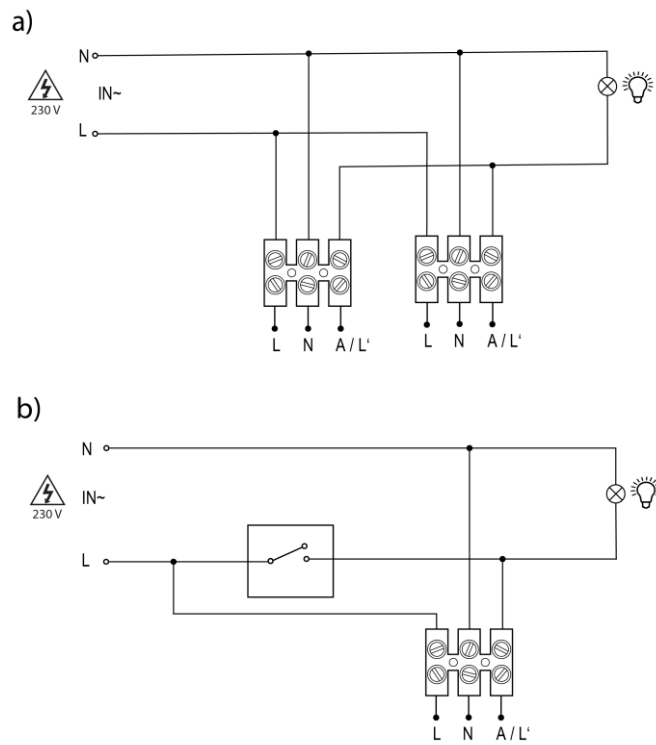 a)
N
IN~
230 V
L
L N A / L‘ L N A / L‘
b)
N
IN~
230 V
L
L N A / L‘